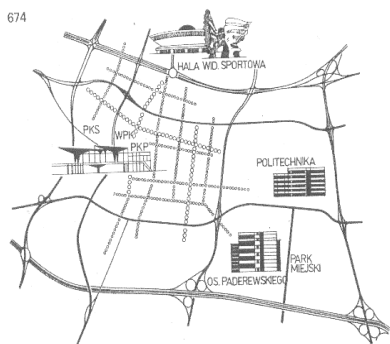 674
HALA WID. SPORTOWA
PKS
WPK
PKP
POLITECHNIKA
PARK
MIEJSKI
OS. PADEREWSKIEGO